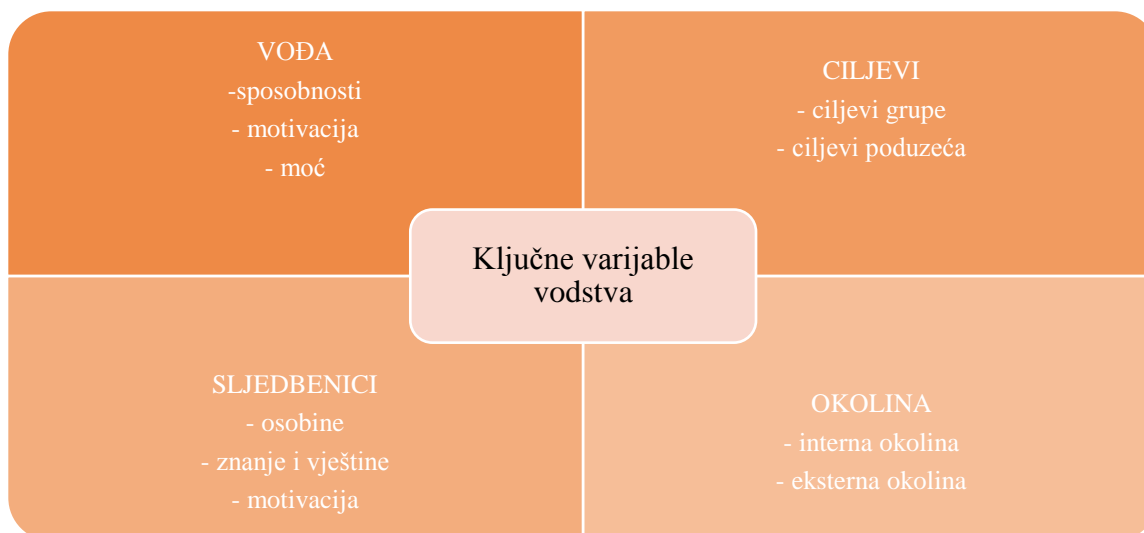 VOĐA
-sposobnosti
- motivacija
- moć
CILJEVI
- ciljevi grupe
- ciljevi poduzeća
Ključne varijable
vodstva
SLJEDBENICI
- osobine
- znanje i vještine
- motivacija
OKOLINA
- interna okolina
- eksterna okolina